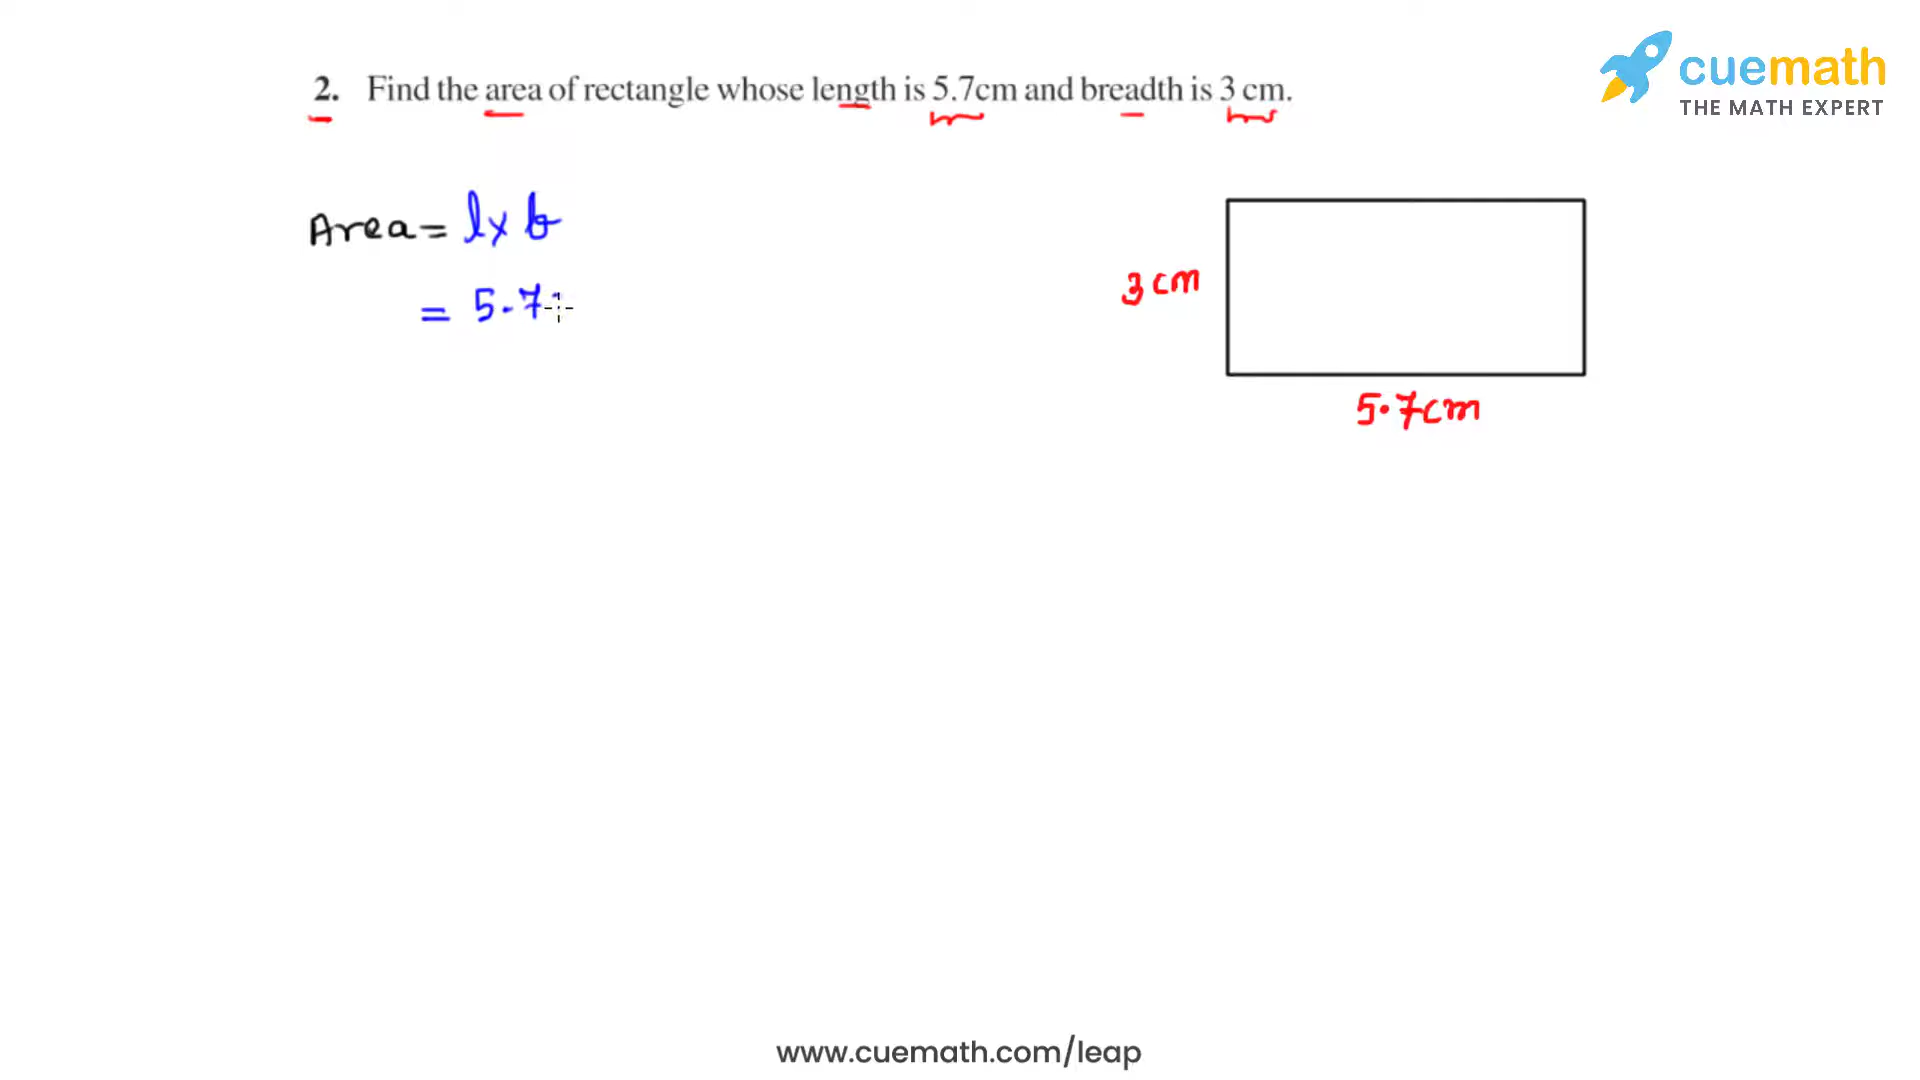 cuemath
THE MATH EXPERT
2. Find the area of rectangle whose length is 5.7cm and breadth is 3 cm.
Area = l x b
= 5.7
3 cm
5.7cm
www.cuemath.com/leap